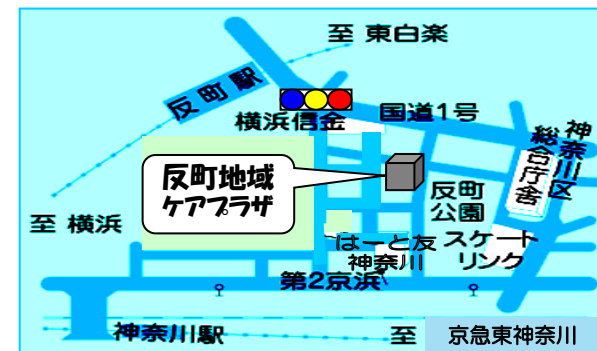 至 東白楽
反町駅
横浜信金
国道1号
神奈川区
総合庁舎
反町地域
ケアプラザ
反町
公園
至 横浜
はーと友
神奈川
スケート
リンク
第2京浜
神奈川駅
至
京急東神奈川